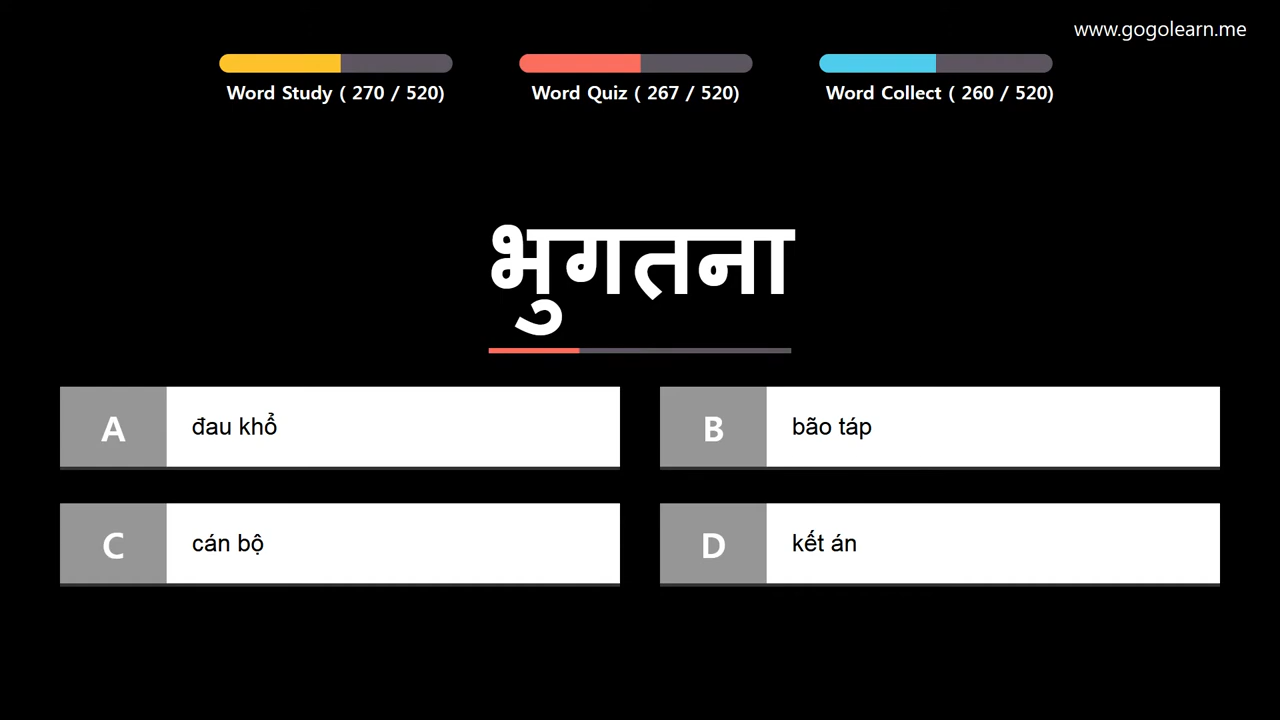 www.gogolearn.me
Word Study ( 270 / 520)
Word Quiz ( 267 / 520)
Word Collect ( 260 / 520)
भुगतना
A
đau khổ
B
bão táp
C
cán bộ
D
kết án